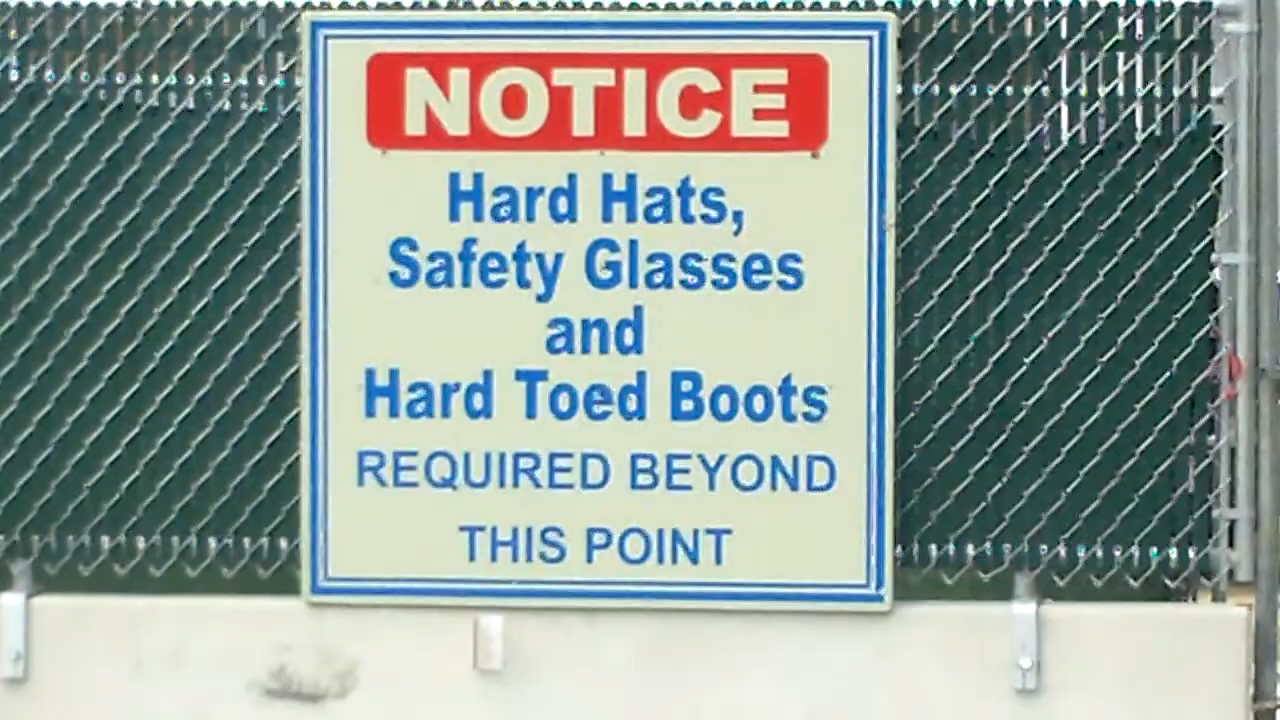 NOTICE
Hard Hats,
Safety Glasses
and
Hard Toed Boots
REQUIRED BEYOND
THIS POINT